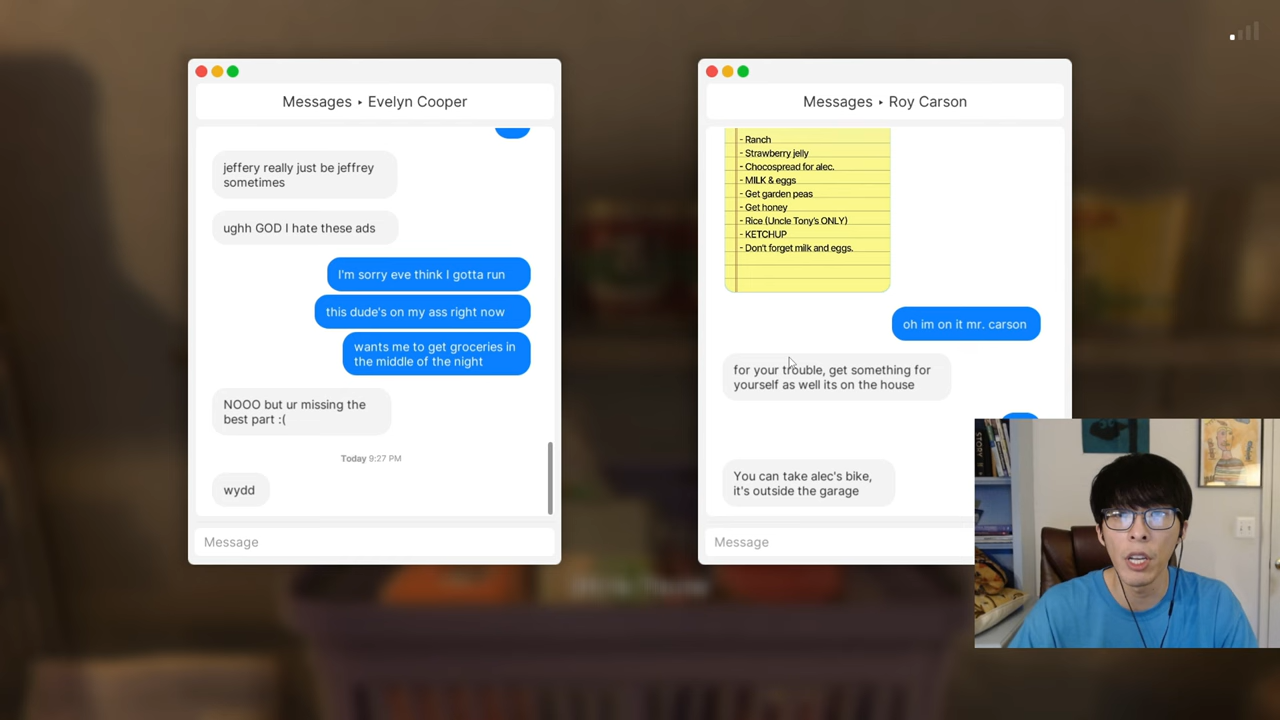 Messages ‣ Evelyn Cooper
jeffery really just be jeffrey
sometimes
ughh GOD I hate these ads
I'm sorry eve think I gotta run
this dude's on my ass right now
wants me to get groceries in
the middle of the night
NOOO but ur missing the
best part :(
Today 9:27 PM
wydd
Message
Messages ‣ Roy Carson
- Ranch
- Strawberry jelly
- Chocospread for alec.
- MILK & eggs
- Get garden peas
- Get honey
- Rice (Uncle Tony's ONLY)
- KETCHUP
- Don't forget milk and eggs.
oh im on it mr. carson
for your trouble, get something for
yourself as well its on the house
You can take alec's bike,
it's outside the garage
Message